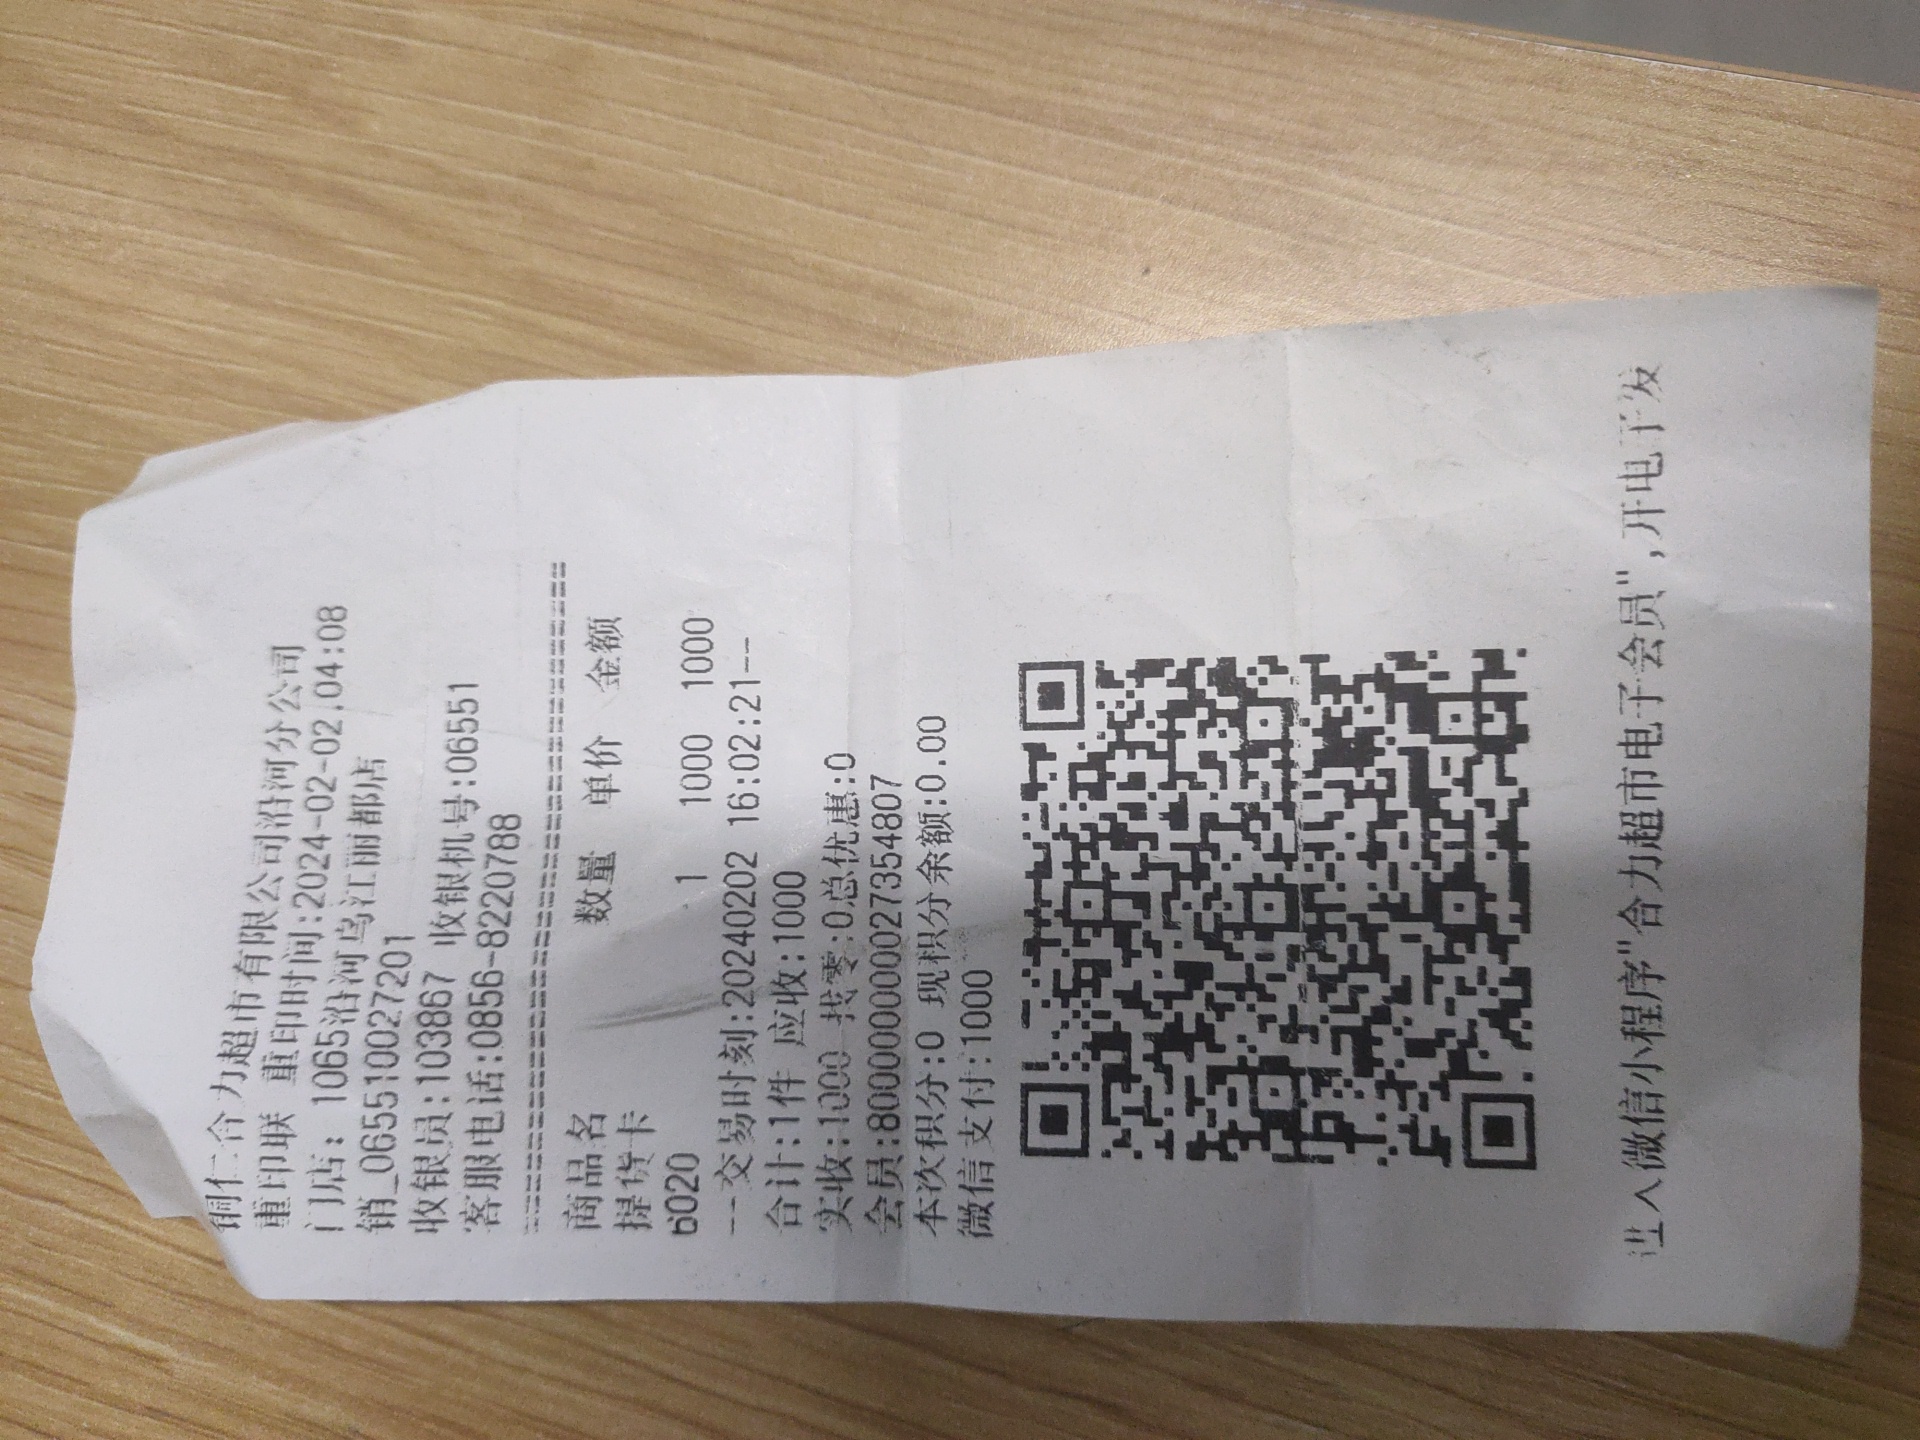 铜仁合力超市有限公司沿河分公司
重印联 重印时间:2024-02-02.04:08
门店: 1065沿河乌江丽都店
销_065510027201
收银员:103867 收银机号:06551
客服电话:0856-8220788
商品名 数量 单价 金额
提货卡
6020 1 1000 1000
--交易时刻:20240202 16:02:21--
合计:1件 应收:1000
实收:1000 找零:0总优惠:0
会员:80000000027354807
本次积分:0 现积分余额:0.00
微信支付:1000
进入微信小程序"合力超市电子会员",开电子发